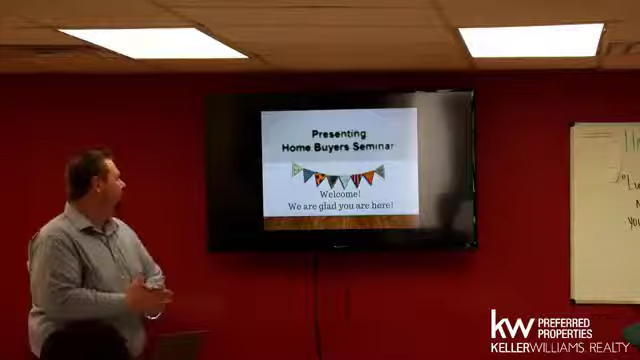 Presenting
Home Buyers Seminar
Welcome!
We are glad you are here!
kw PREFERRED
PROPERTIES
KELLERWILLIAMS REALTY